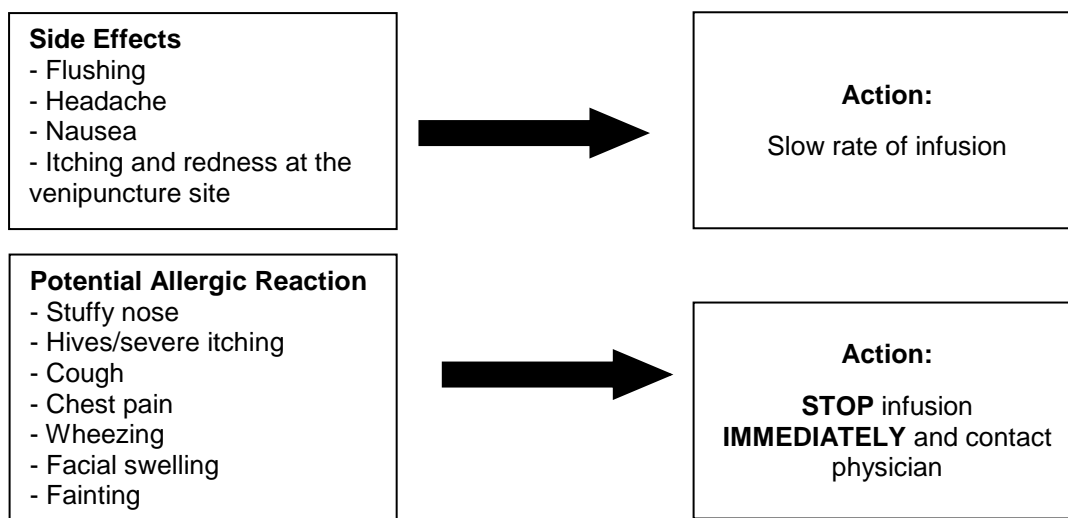 Side Effects
- Flushing
- Headache
- Nausea
- Itching and redness at the
venipuncture site
Action:
Slow rate of infusion
Potential Allergic Reaction
- Stuffy nose
- Hives/severe itching
- Cough
- Chest pain
- Wheezing
- Facial swelling
- Fainting
Action:
STOP infusion
IMMEDIATELY and contact
physician